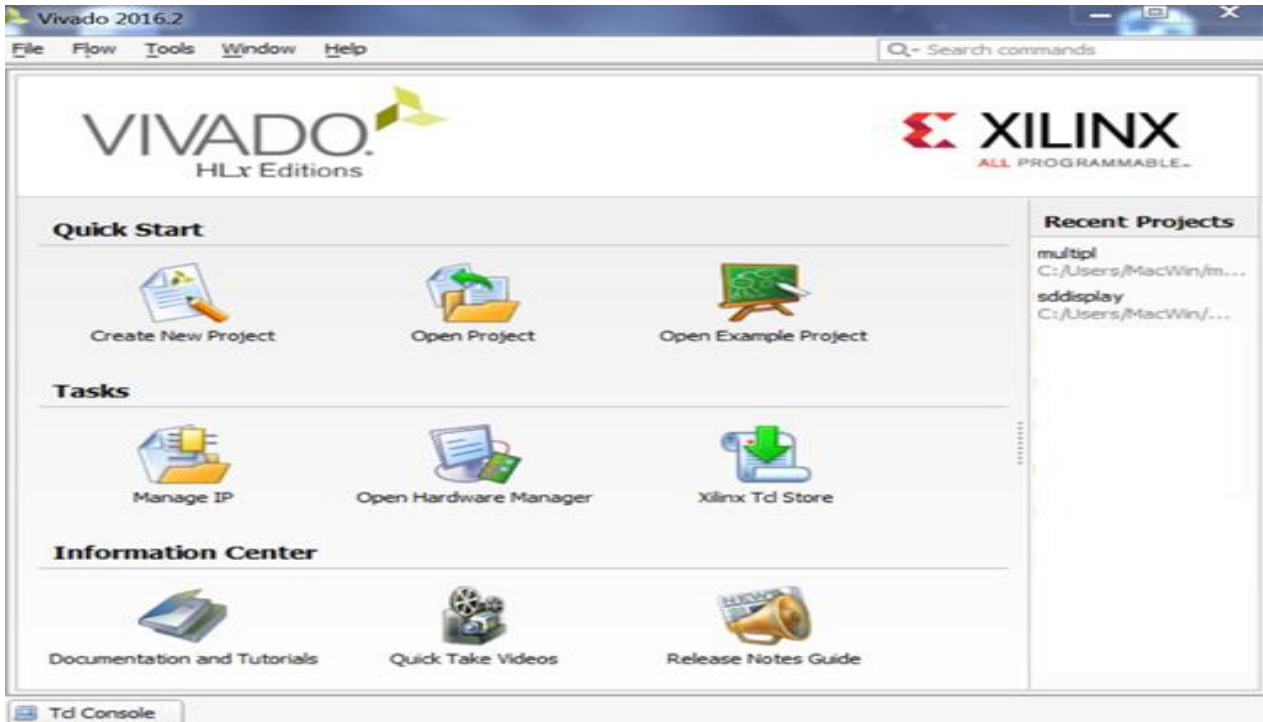 Vivado 2016.2
File Flow Tools Window Help
Search commands
VIVADO.
HLx Editions
XILINX
ALL PROGRAMMABLE™
Quick Start
Create New Project
Open Project
Open Example Project
Tasks
Manage IP
Open Hardware Manager
Xilinx Tcl Store
Information Center
NEWS
Documentation and Tutorials
Quick Take Videos
Release Notes Guide
Recent Projects
multipl
C:/Users/MacWin/m...
sddisplay
C:/Users/MacWin/...
Tcl Console